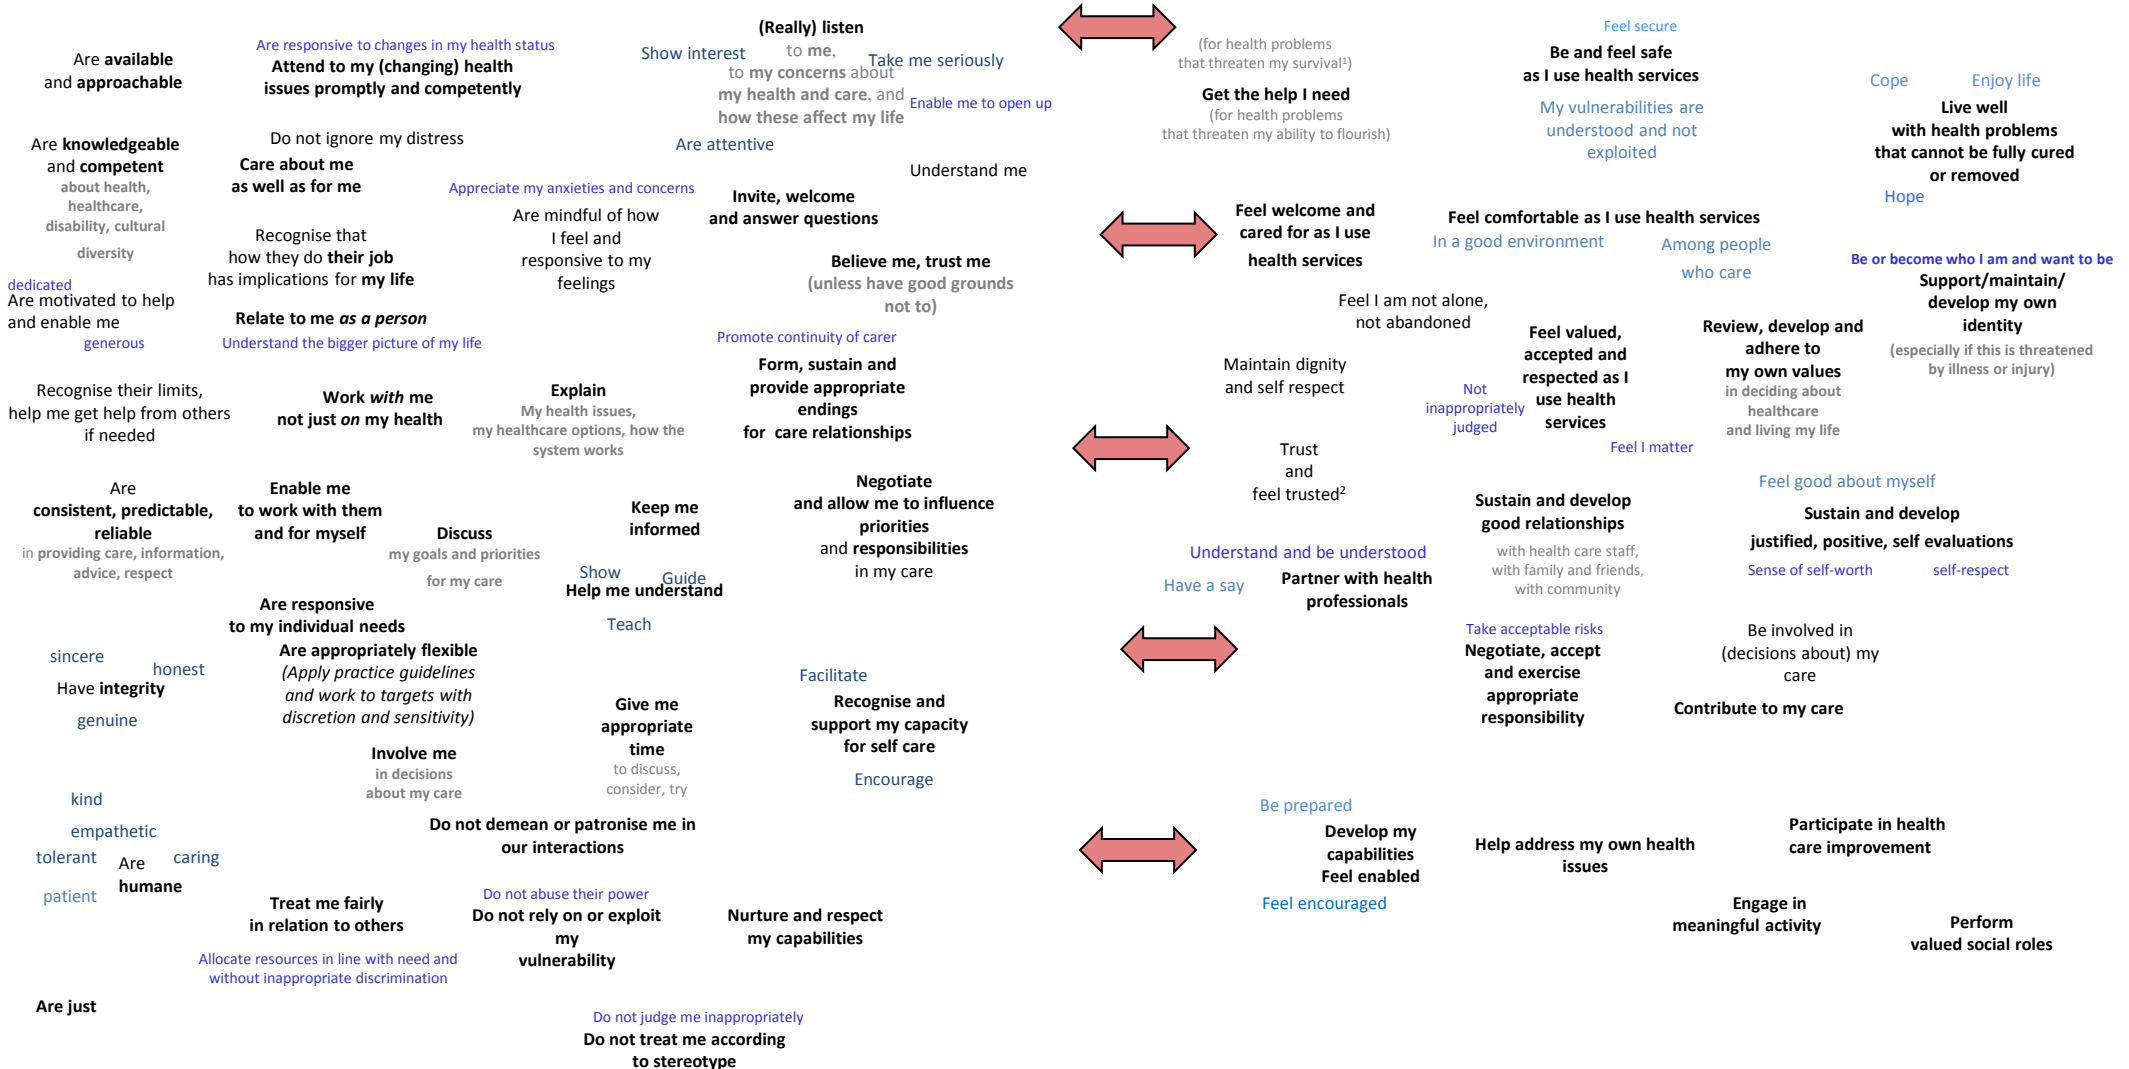 Are available
and approachable
Are responsive to changes in my health status
Attend to my (changing) health
issues promptly and competently
(Really) listen
Show interest
to me,
Take me seriously
to my concerns about
my health and care, and
Enable me to open up
how these affect my life
Are attentive
Do not ignore my distress
Are knowledgeable
and competent
about health,
healthcare,
disability, cultural
diversity
Care about me
as well as for me
Appreciate my anxieties and concerns
Understand me
Invite, welcome
and answer questions
Are mindful of how
I feel and
responsive to my
feelings
Recognise that
how they do their job
has implications for my life
Believe me, trust me
(unless have good grounds
not to)
dedicated
Are motivated to help
and enable me
generous
Relate to me as a person
Understand the bigger picture of my life
Promote continuity of carer
Form, sustain and
provide appropriate
endings
for care relationships
Recognise their limits,
help me get help from others
if needed
Work with me
not just on my health
Explain
My health issues,
my healthcare options, how the
system works
Are
consistent, predictable,
reliable
in providing care, information,
advice, respect
Enable me
to work with them
and for myself
Discuss
my goals and priorities
for my care
Keep me
informed
Negotiate
and allow me to influence
priorities
and responsibilities
in my care
Show
Guide
Help me understand
Teach
Are responsive
to my individual needs
Are appropriately flexible
(Apply practice guidelines
and work to targets with
discretion and sensitivity)
sincere
honest
Have integrity
genuine
Facilitate
Recognise and
support my capacity
for self care
Encourage
Give me
appropriate
time
to discuss,
consider, try
Involve me
in decisions
about my care
kind
empathetic
tolerant
Are
humane
caring
patient
Do not demean or patronise me in
our interactions
Treat me fairly
in relation to others
Allocate resources in line with need and
without inappropriate discrimination
Do not abuse their power
Do not rely on or exploit
my
vulnerability
Nurture and respect
my capabilities
Are just
Do not judge me inappropriately
Do not treat me according
to stereotype
(for health problems
that threaten my survival1)
Get the help I need
(for health problems
that threaten my ability to flourish)
Feel secure
Be and feel safe
as I use health services
My vulnerabilities are
understood and not
exploited
Cope
Enjoy life
Live well
with health problems
that cannot be fully cured
or removed
Hope
Feel welcome and
cared for as I use
health services
Feel comfortable as I use health services
In a good environment
Among people
who care
Be or become who I am and want to be
Support/maintain/
develop my own
identity
(especially if this is threatened
by illness or injury)
Feel I am not alone,
not abandoned
Feel valued,
accepted and
respected as I
use health
services
Review, develop and
adhere to
my own values
in deciding about
healthcare
and living my life
Maintain dignity
and self respect
Not
inappropriately
judged
Feel I matter
Trust
and
feel trusted2
Feel good about myself
Sustain and develop
good relationships
with health care staff,
with family and friends,
with community
Sustain and develop
justified, positive, self evaluations
Sense of self-worth
self-respect
Understand and be understood
Have a say
Partner with health
professionals
Take acceptable risks
Negotiate, accept
and exercise
appropriate
responsibility
Be involved in
(decisions about) my
care
Contribute to my care
Be prepared
Develop my
capabilities
Feel enabled
Feel encouraged
Help address my own health
issues
Participate in health
care improvement
Engage in
meaningful activity
Perform
valued social roles